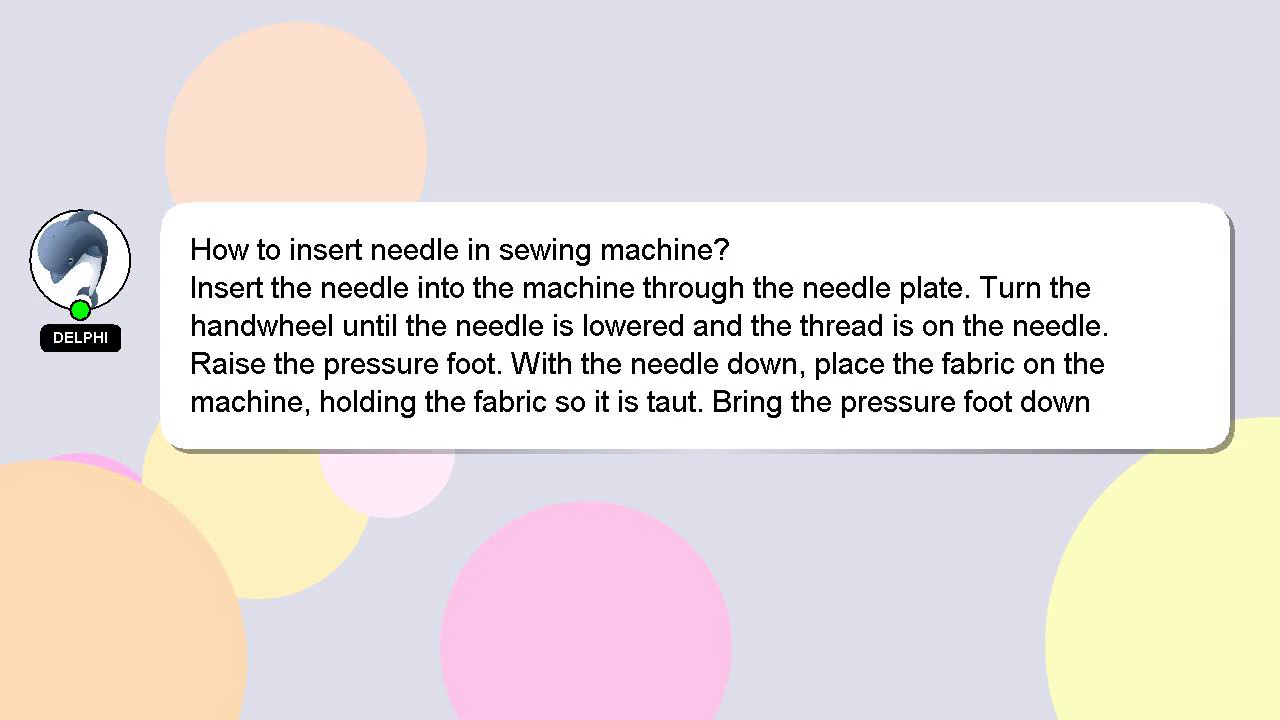 How to insert needle in sewing machine?
Insert the needle into the machine through the needle plate. Turn the
handwheel until the needle is lowered and the thread is on the needle.
Raise the pressure foot. With the needle down, place the fabric on the
machine, holding the fabric so it is taut. Bring the pressure foot down
DELPHI